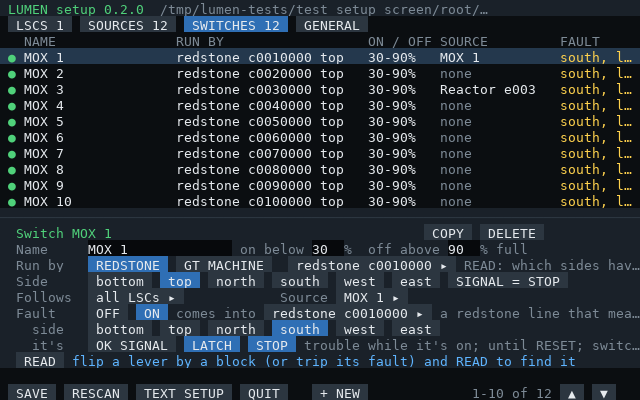 LUMEN setup 0.2.0 /tmp/lumen-tests/test setup screen/root/…
LSCS 1 SOURCES 12 SWITCHES 12 GENERAL
NAME RUN BY ON / OFF SOURCE FAULT
● MOX 1 redstone c0010000 top 30-90% MOX 1 south, l…
● MOX 2 redstone c0020000 top 30-90% none south, l…
● MOX 3 redstone c0030000 top 30-90% Reactor e003 south, l…
● MOX 4 redstone c0040000 top 30-90% none south, l…
● MOX 5 redstone c0050000 top 30-90% none south, l…
● MOX 6 redstone c0060000 top 30-90% none south, l…
● MOX 7 redstone c0070000 top 30-90% none south, l…
● MOX 8 redstone c0080000 top 30-90% none south, l…
● MOX 9 redstone c0090000 top 30-90% none south, l…
● MOX 10 redstone c0100000 top 30-90% none south, l…
Switch MOX 1 COPY DELETE
Name MOX 1 on below 30 % off above 90 % full
Run by REDSTONE GT MACHINE redstone c0010000 ▸ READ: which sides hav…
Side bottom top north south west east SIGNAL = STOP
Follows all LSCs ▸ Source MOX 1 ▸
Fault OFF ON comes into redstone c0010000 ▸ a redstone line that mea…
side bottom top north south west east
it's OK SIGNAL LATCH STOP trouble while it's on; until RESET; switc…
READ flip a lever by a block (or trip its fault) and READ to find it
SAVE RESCAN TEXT SETUP QUIT + NEW 1-10 of 12 ▲ ▼